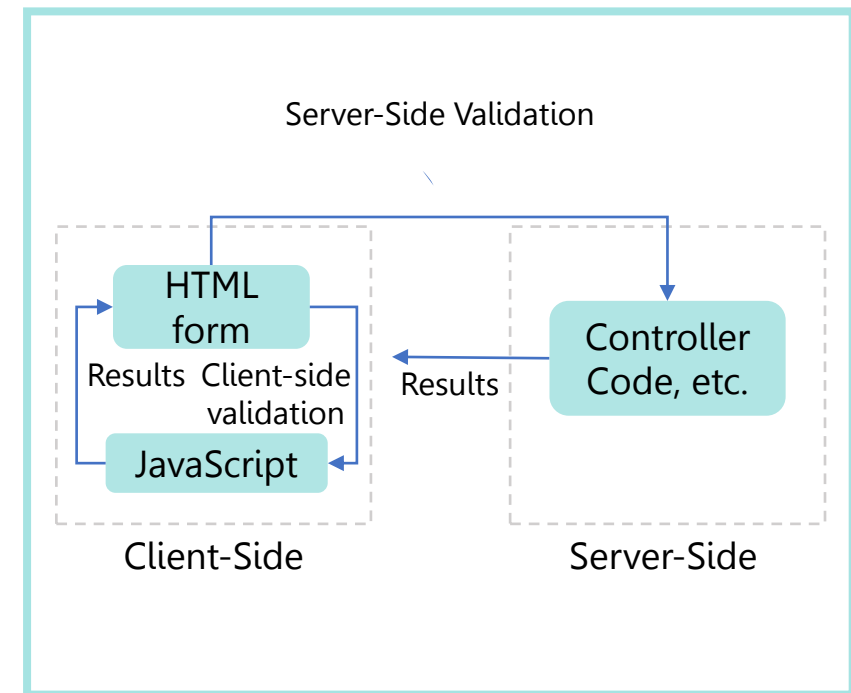 Server-Side Validation
HTML
form
Results
Client-side
validation
JavaScript
Results
Controller
Code, etc.
Client-Side
Server-Side